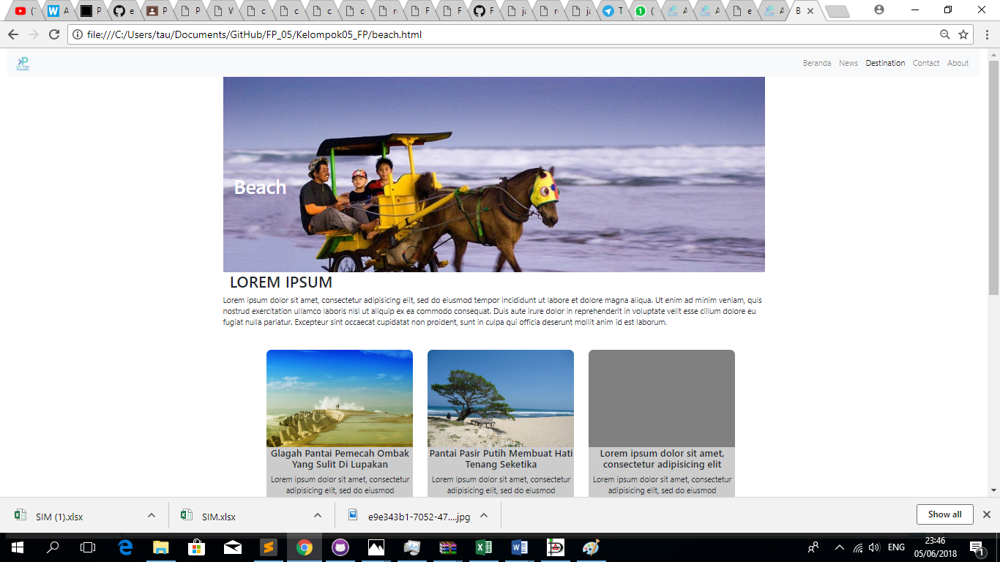 file:///C:/Users/tau/Documents/GitHub/FP_05/Kelompok05_FP/beach.html
Beranda News Destination Contact About
Beach
LOREM IPSUM
Lorem ipsum dolor sit amet, consectetur adipisicing elit, sed do eiusmod tempor incididunt ut labore et dolore magna aliqua. Ut enim ad minim veniam, quis
nostrud exercitation ullamco laboris nisi ut aliquip ex ea commodo consequat. Duis aute irure dolor in reprehenderit in voluptate velit esse cillum dolore eu
fugiat nulla pariatur. Excepteur sint occaecat cupidatat non proident, sunt in culpa qui officia deserunt mollit anim id est laborum.
Glagah Pantai Pemecah Ombak
Yang Sulit Di Lupakan
Lorem ipsum dolor sit amet, consectetur
adipisicing elit, sed do eiusmod
Pantai Pasir Putih Membuat Hati
Tenang Seketika
Lorem ipsum dolor sit amet, consectetur
adipisicing elit, sed do eiusmod
Lorem ipsum dolor sit amet,
consectetur adipisicing elit
Lorem ipsum dolor sit amet, consectetur
adipisicing elit, sed do eiusmod
SIM (1).xlsx
SIM.xlsx
e9e343b1-7052-47....jpg
Show all
ENG
23:46
05/06/2018
1